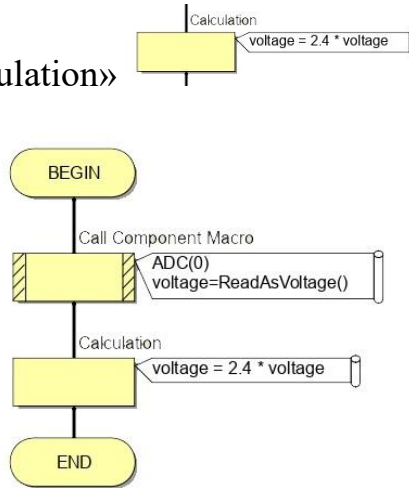 Calculation
voltage = 2.4 * voltage
ulation»
BEGIN
Call Component Macro
ADC(0)
voltage=ReadAsVoltage()
Calculation
voltage = 2.4 * voltage
END